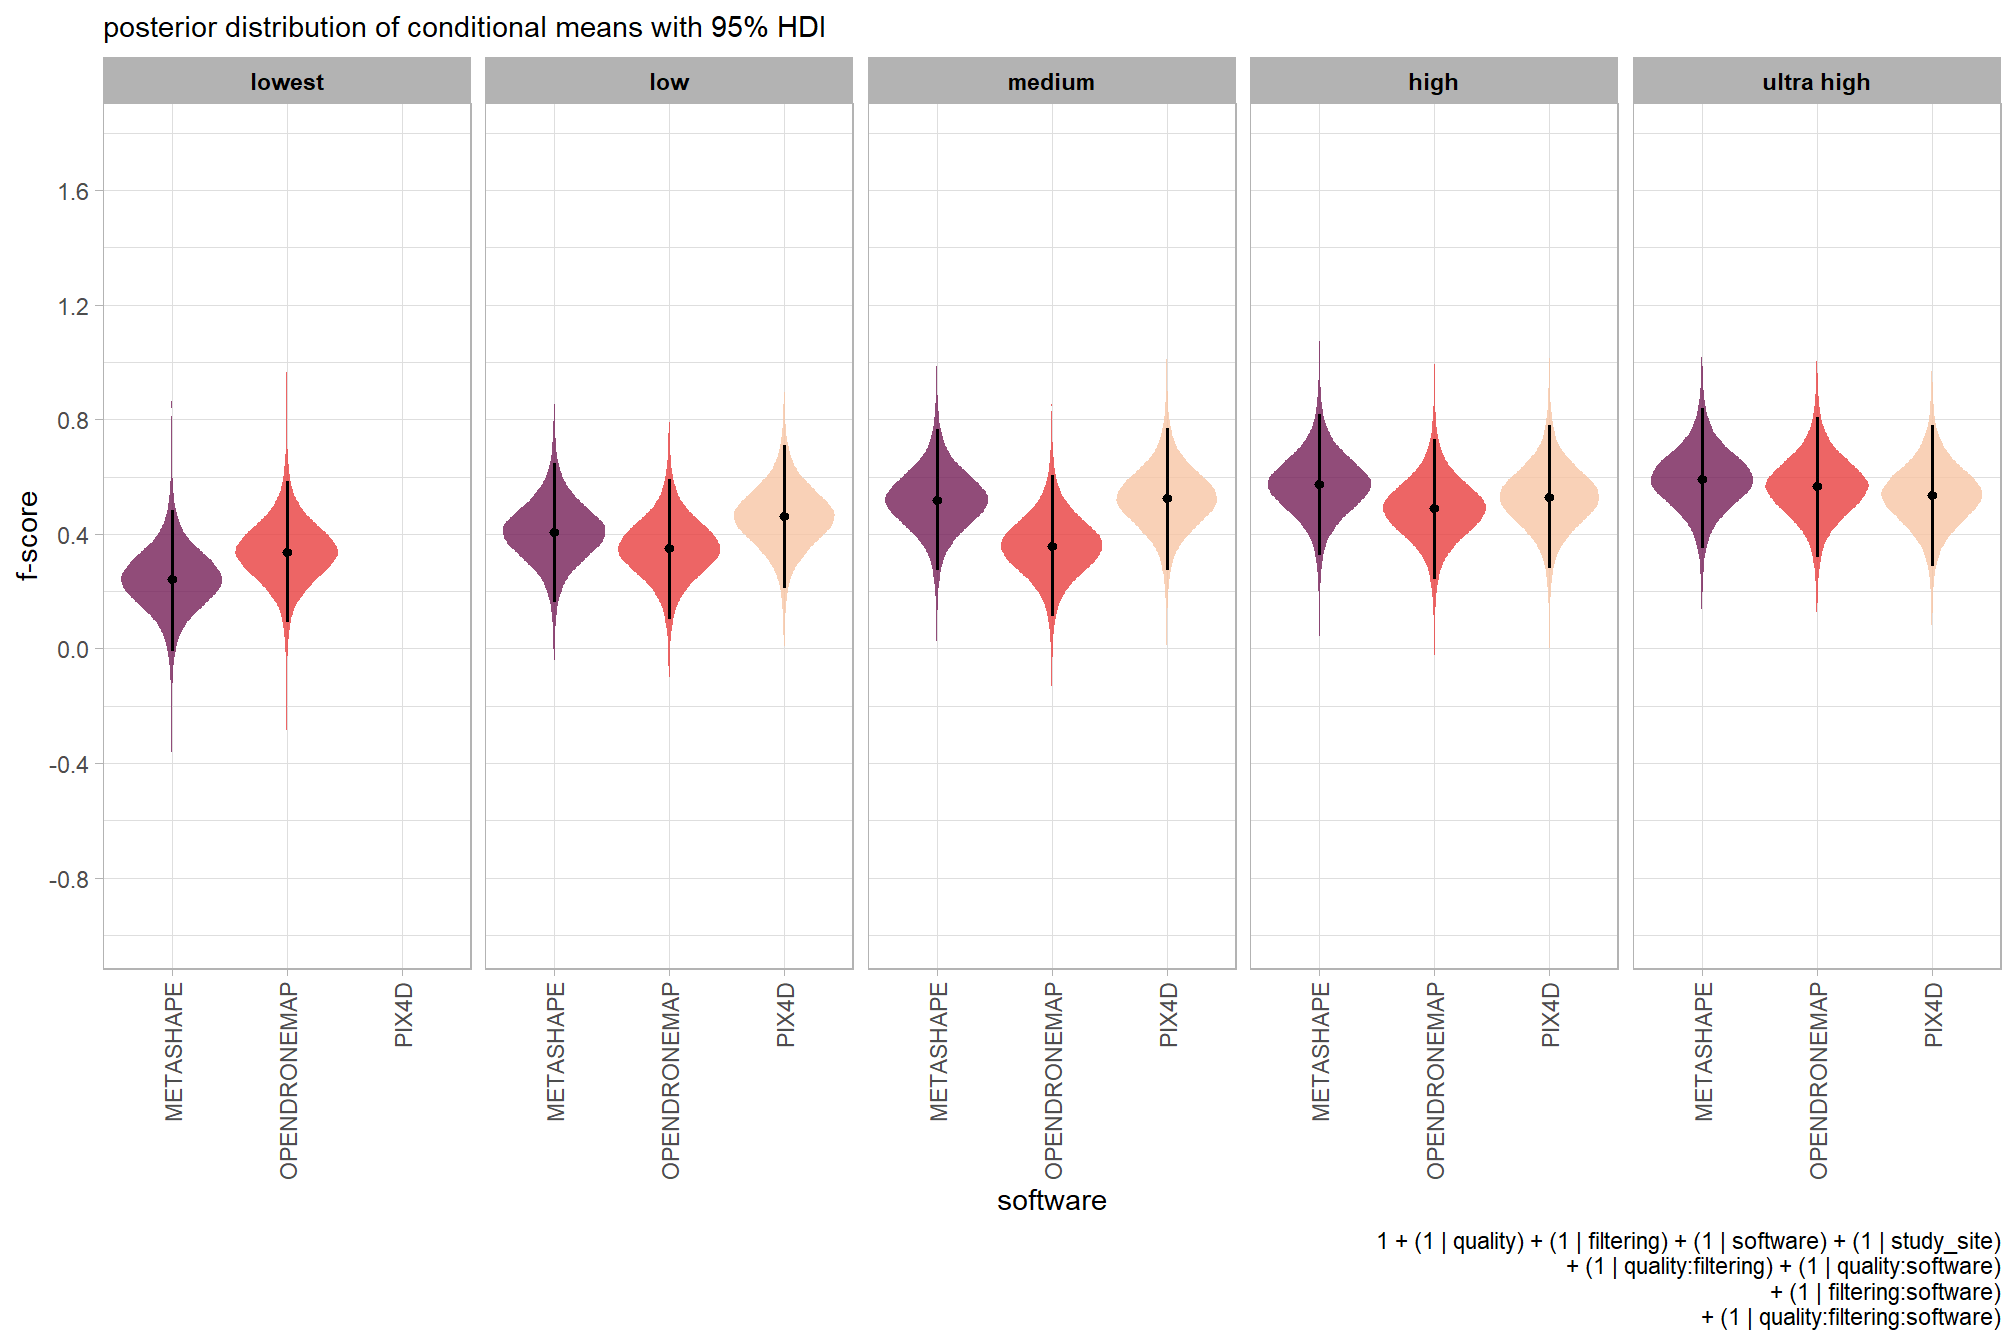 posterior distribution of conditional means with 95% HDI
lowest
low
medium
high
ultra high
f-score
1.6
1.2
0.8
0.4
0.0
-0.4
-0.8
METASHAPE
OPENDRONEMAP
PIX4D
METASHAPE
OPENDRONEMAP
PIX4D
METASHAPE
OPENDRONEMAP
PIX4D
METASHAPE
OPENDRONEMAP
PIX4D
METASHAPE
OPENDRONEMAP
PIX4D
software
1 + (1 | quality) + (1 | filtering) + (1 | software) + (1 | study_site)
+ (1 | quality:filtering) + (1 | quality:software)
+ (1 | filtering:software)
+ (1 | quality:filtering:software)